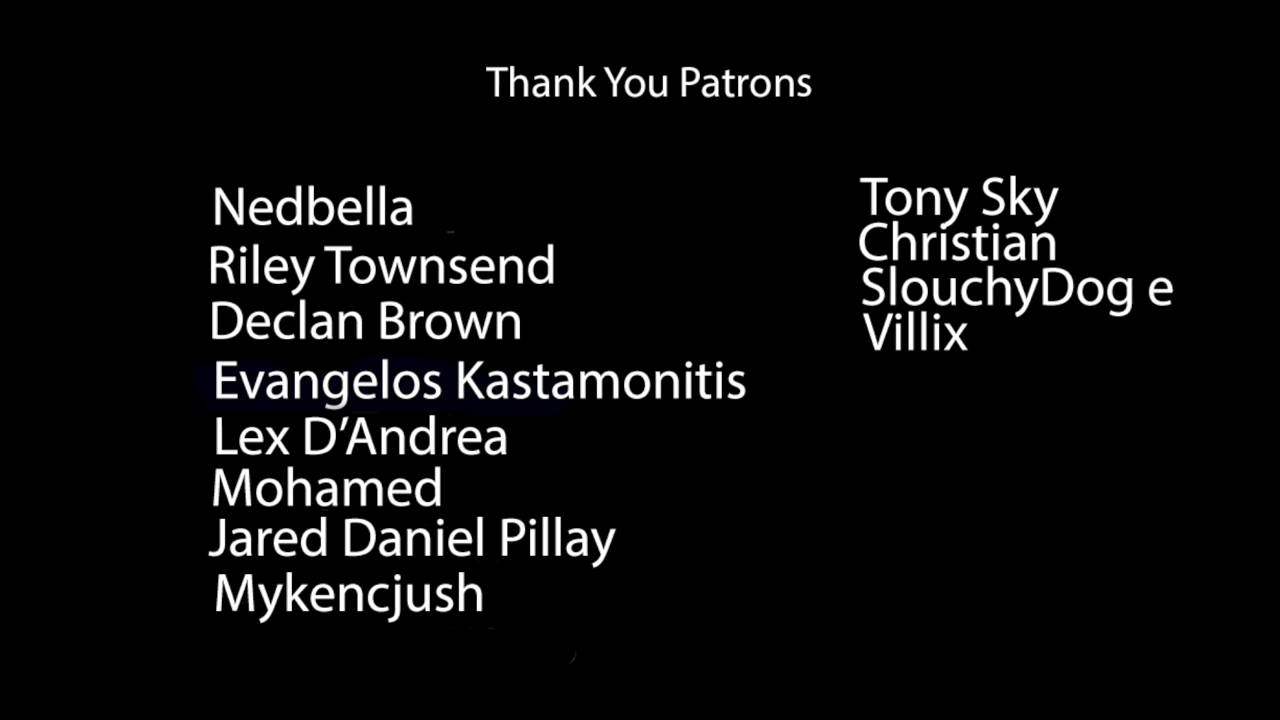 Thank You Patrons
Nedbella
Riley Townsend
Declan Brown
Evangelos Kastamonitis
Lex D’Andrea
Mohamed
Jared Daniel Pillay
Mykencjush
Tony Sky
Christian
SlouchyDog e
Villix